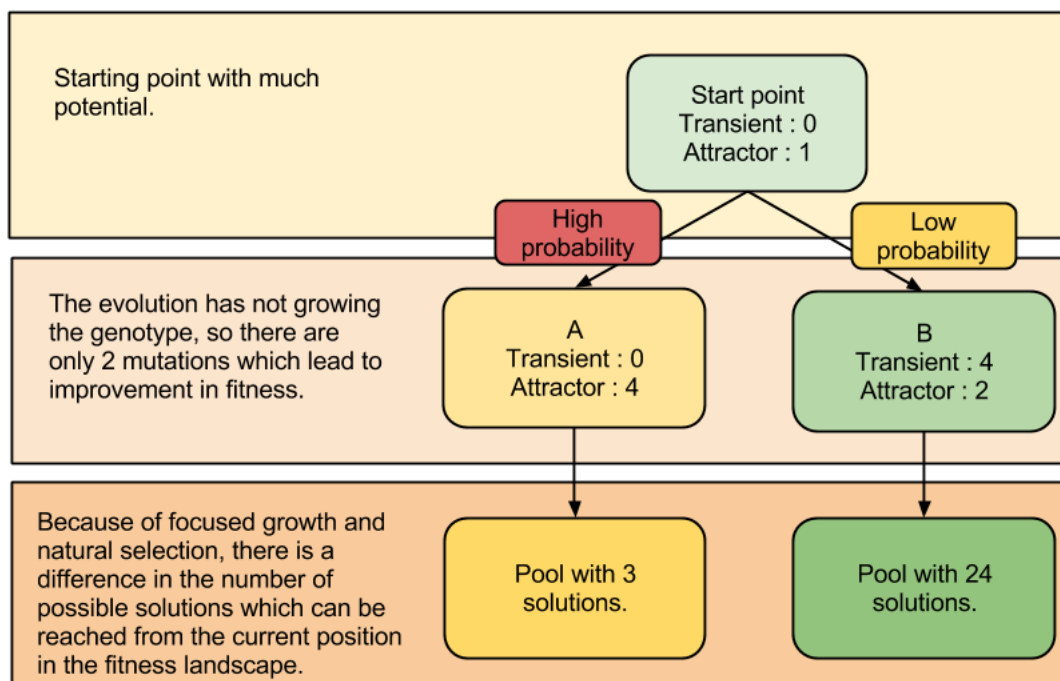 Starting point with much
potential.
Start point
Transient : 0
Attractor : 1
High
probability
Low
probability
The evolution has not growing
the genotype, so there are
only 2 mutations which lead to
improvement in fitness.
A
Transient : 0
Attractor : 4
B
Transient : 4
Attractor : 2
Because of focused growth and
natural selection, there is a
difference in the number of
possible solutions which can be
reached from the current position
in the fitness landscape.
Pool with 3
solutions.
Pool with 24
solutions.